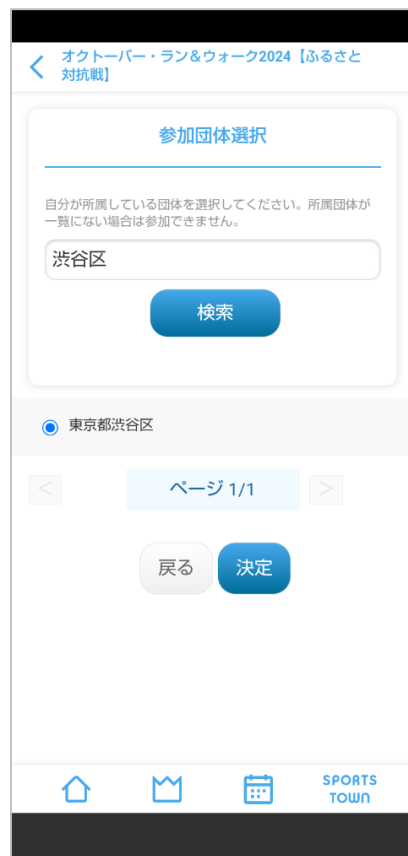 オクトーバー・ラン&ウォーク2024【ふるさと
対抗戦】
参加団体選択
自分が所属している団体を選択してください。所属団体が
一覧にない場合は参加できません。
渋谷区
検索
東京都渋谷区
<
ページ 1/1
>
戻る
決定
SPORTS
TOWN